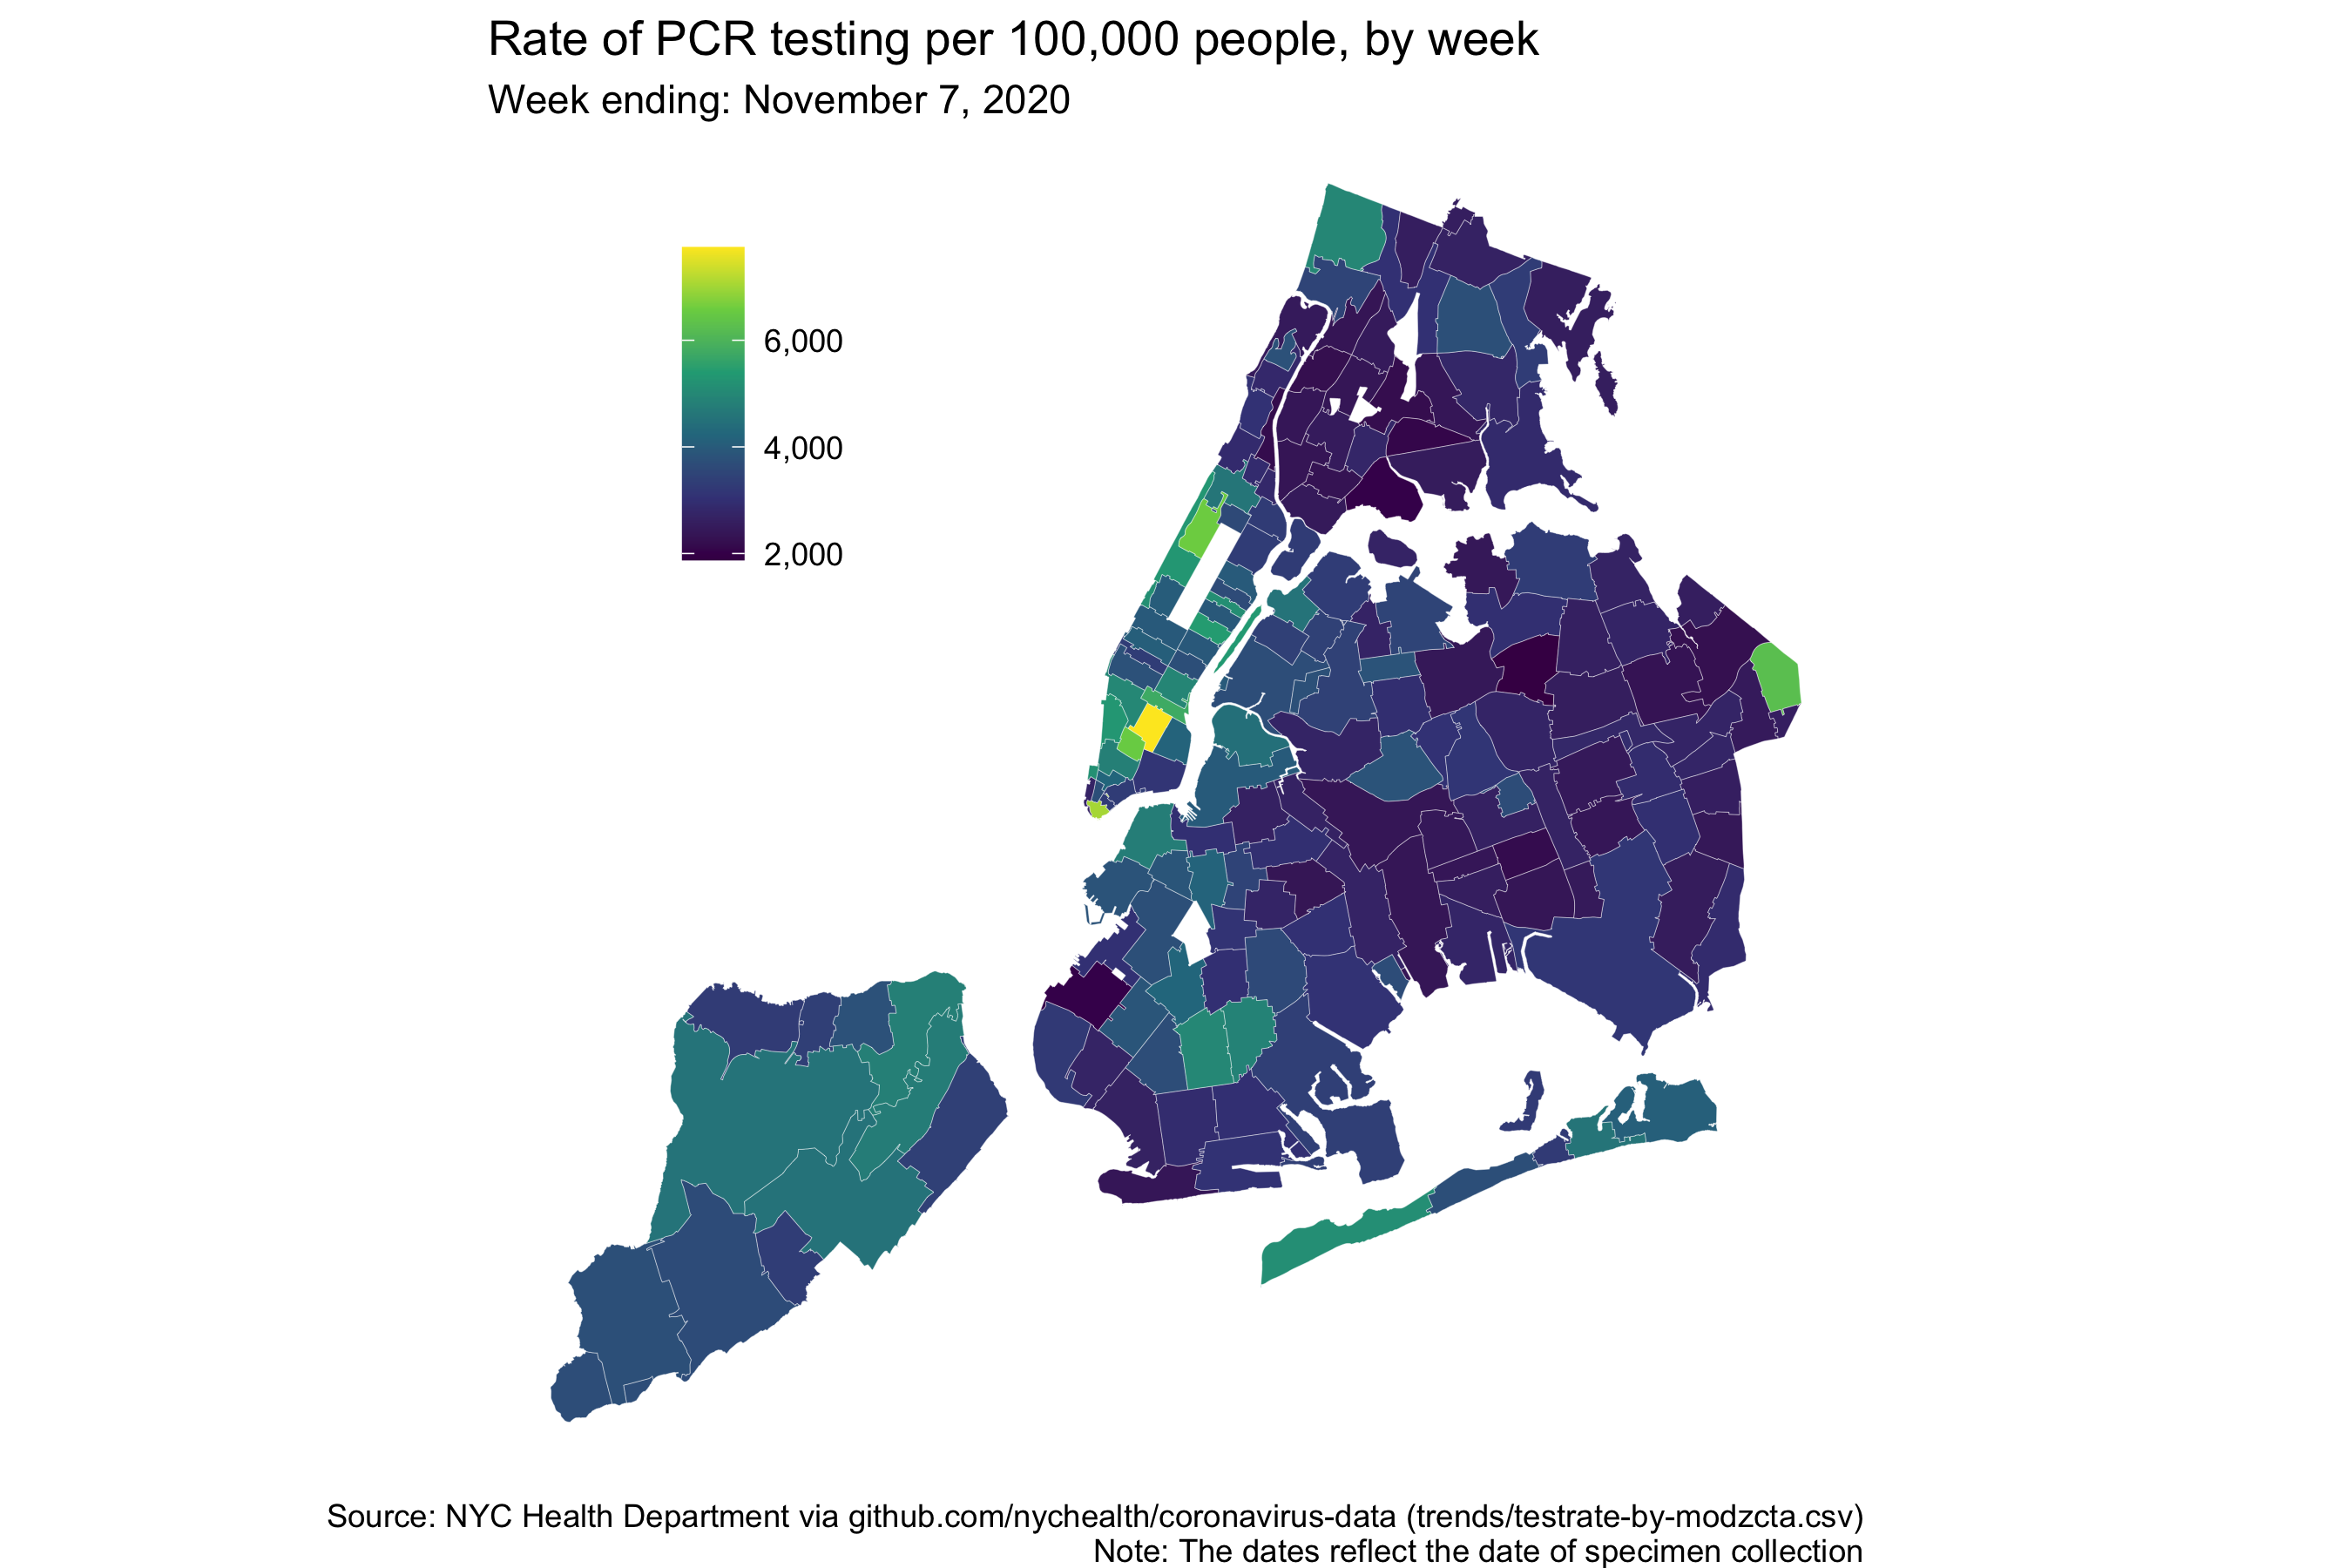 Rate of PCR testing per 100,000 people, by week
Week ending: November 7, 2020
6,000
4,000
2,000
Source: NYC Health Department via github.com/nychealth/coronavirus-data (trends/testrate-by-modzcta.csv)
Note: The dates reflect the date of specimen collection